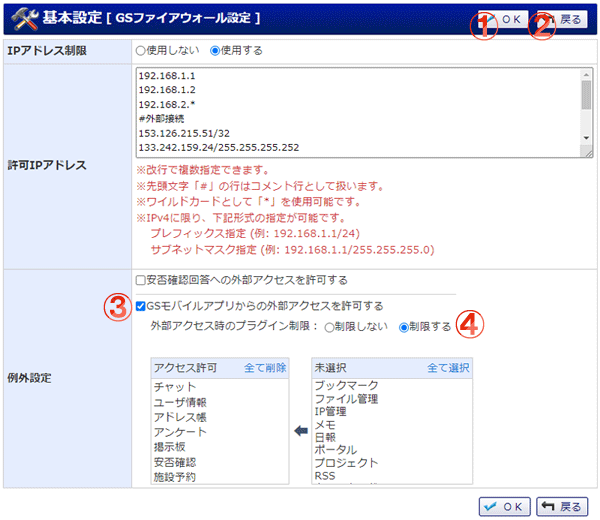 基本設定 [ GSファイアウォール設定 ]
① OK ② 戻る
IPアドレス制限 使用しない 使用する
許可IPアドレス
192.168.1.1
192.168.1.2
192.168.2.*
#外部接続
153.126.215.51/32
133.242.159.24/255.255.255.252
※改行で複数指定できます。
※先頭文字「#」の行はコメント行として扱います。
※ワイルドカードとして「*」を使用可能です。
※IPv4に限り、下記形式の指定が可能です。
プレフィックス指定 (例: 192.168.1.1/24)
サブネットマスク指定 (例: 192.168.1.1/255.255.255.0)
例外設定
安否確認回答への外部アクセスを許可する
③ GSモバイルアプリからの外部アクセスを許可する
外部アクセス時のプラグイン制限： 制限しない 制限する ④
アクセス許可 全て削除
チャット
ユーザ情報
アドレス帳
アンケート
掲示板
安否確認
施設予約
未選択 全て選択
ブックマーク
ファイル管理
IP管理
メモ
日報
ポータル
プロジェクト
RSS
OK 戻る